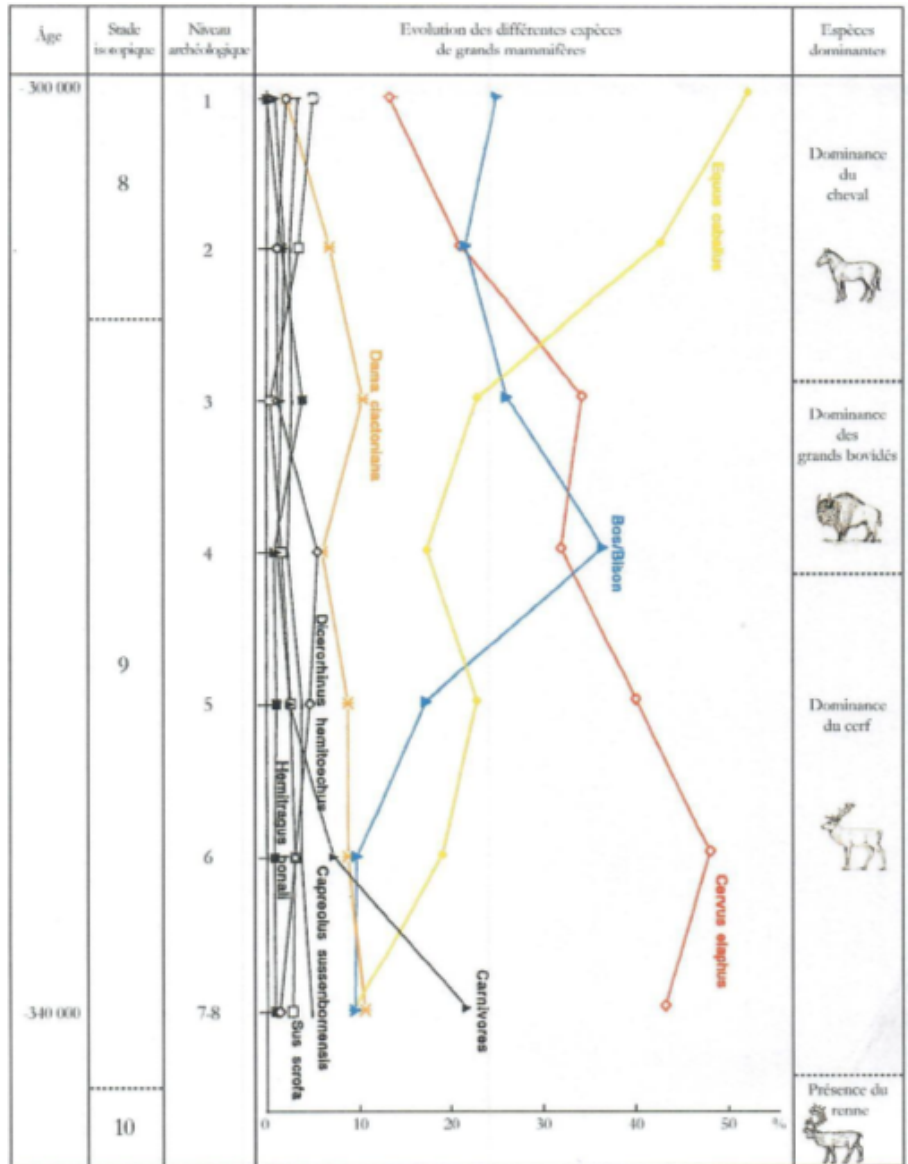 Âge
Stade
isotopique
Niveau
archéologique
Evolution des différentes expèces
de grands mammifères
Espèces
dominantes
- 300 000
8
9
10
1
2
3
4
5
6
7-8
-340 000
Equus caballus
Dama clactoniana
Bos/Bison
Dicerorhinus hemitoechus
Hemitragus bonali
Capreolus sussenbornensis
Sus scrofa
Carnivores
Cervus elaphus
0
10
20
30
40
50
%
Dominance
du
cheval
Dominance
des
grands bovidés
Dominance
du cerf
Présence du
renne